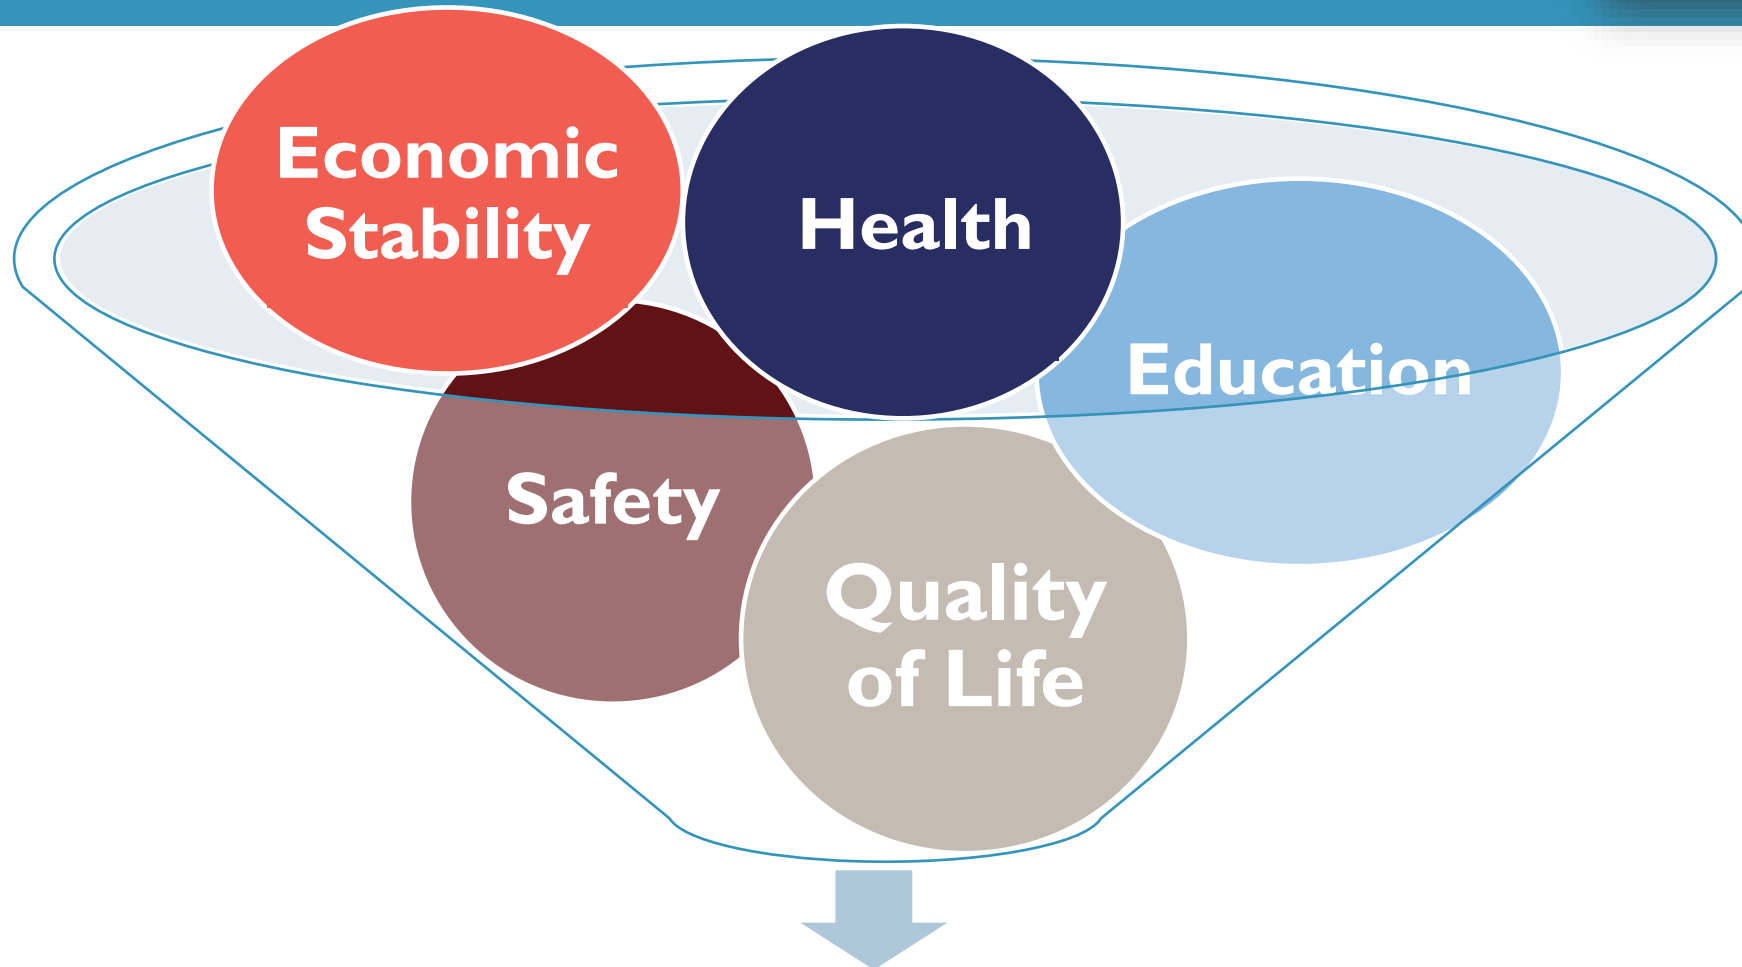 Economic
Stability
Health
Education
Safety
Quality
of Life